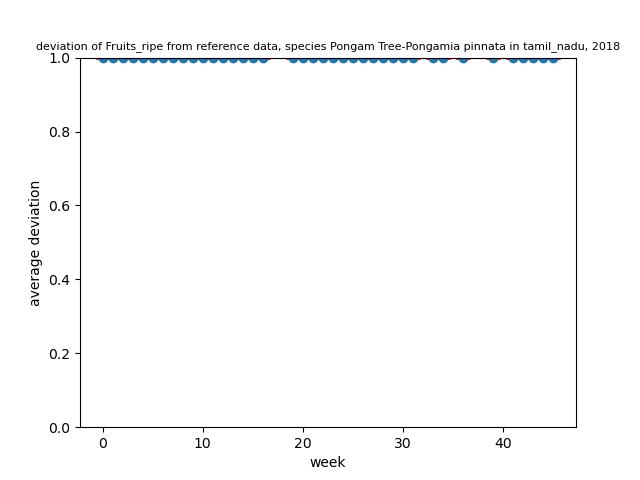 deviation of Fruits_ripe from reference data, species Pongam Tree-Pongamia pinnata in tamil_nadu, 2018
1.0
0.8
0.6
0.4
0.2
0.0
average deviation
0 10 20 30 40
week